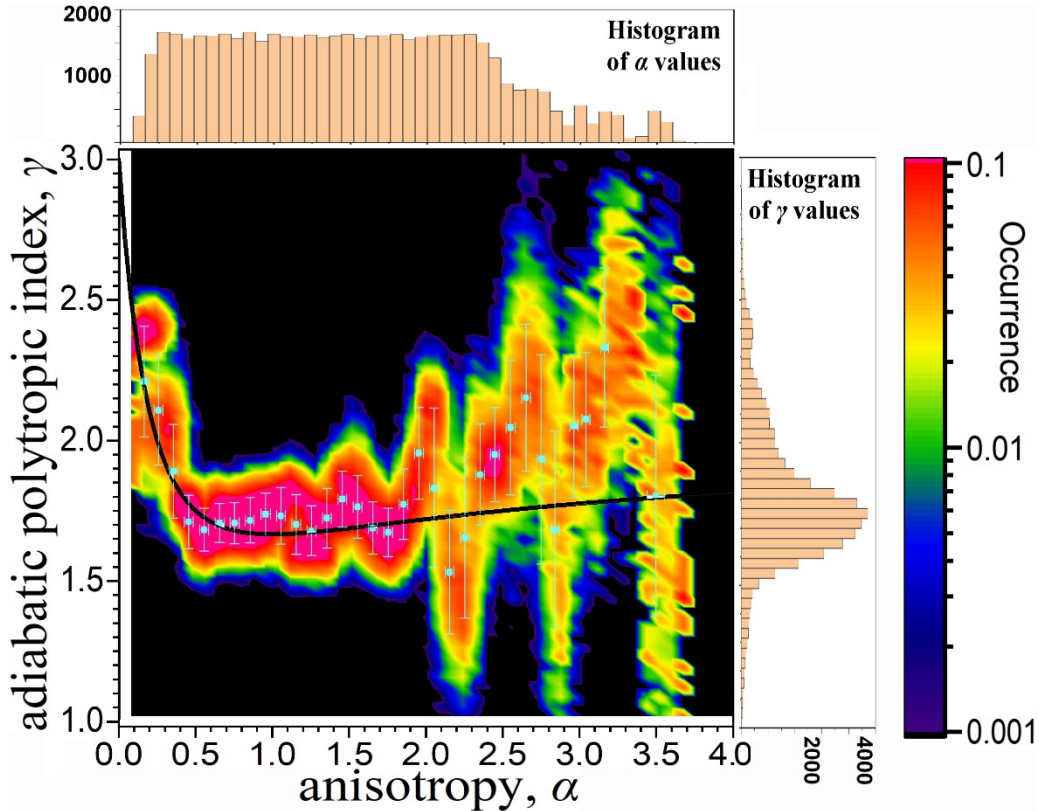 2000
1000
Histogram
of α values
3.0
2.5
2.0
1.5
1.0
adiabatic polytropic index, γ
0.0 0.5 1.0 1.5 2.0 2.5 3.0 3.5 4.0
anisotropy, α
Histogram
of γ values
0 2000 4000
0.1
0.01
0.001
Occurrence